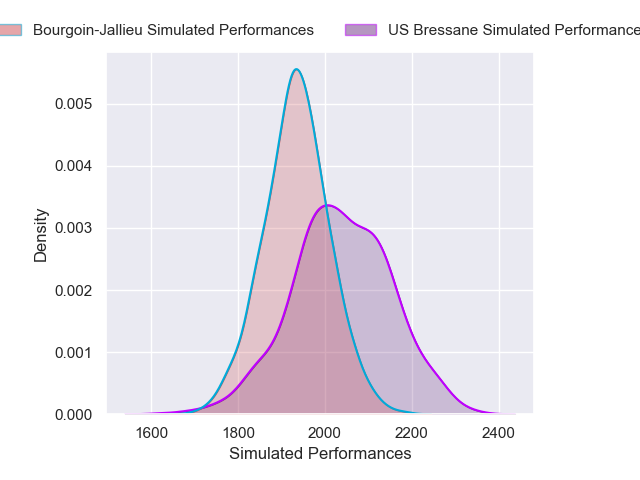 Bourgoin-Jallieu Simulated Performances
US Bressane Simulated Performance
0.005
0.004
0.003
0.002
0.001
0.000
Density
1600 1800 2000 2200 2400
Simulated Performances